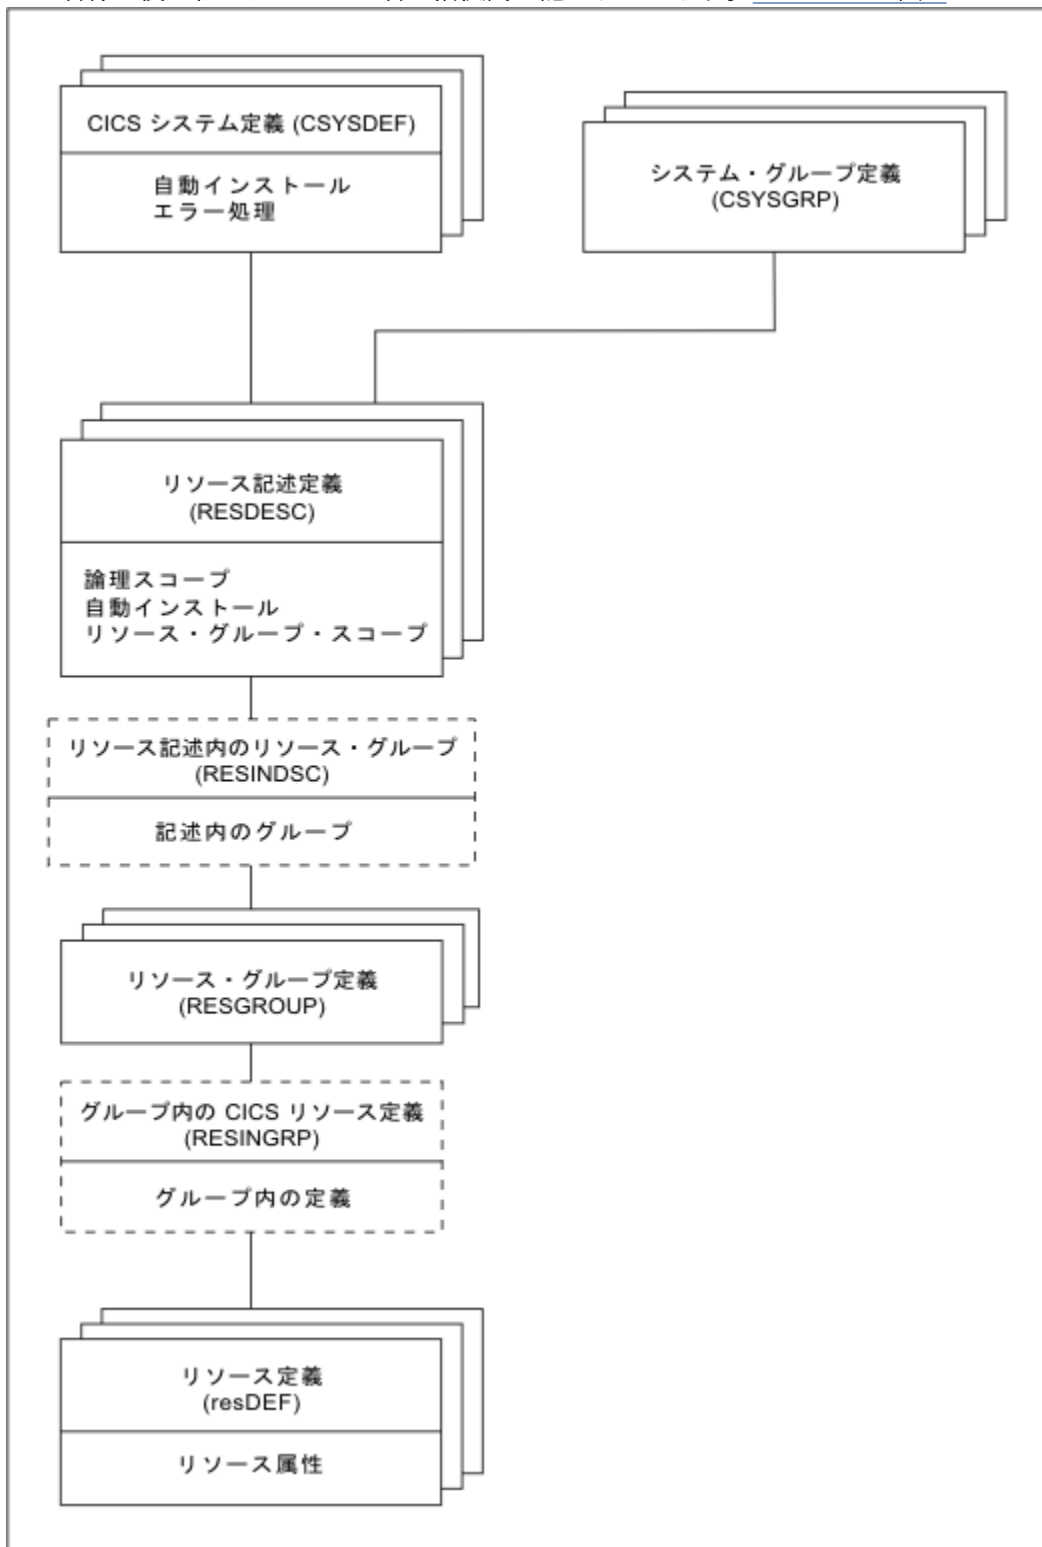 CICS システム定義 (CSYSDEF)
自動インストール
エラー処理
システム・グループ定義
(CSYSGRP)
リソース記述定義
(RESDESC)
論理スコープ
自動インストール
リソース・グループ・スコープ
リソース記述内のリソース・グループ
(RESINDSC)
記述内のグループ
リソース・グループ定義
(RESGROUP)
グループ内の CICS リソース定義
(RESINGRP)
グループ内の定義
リソース定義
(resDEF)
リソース属性